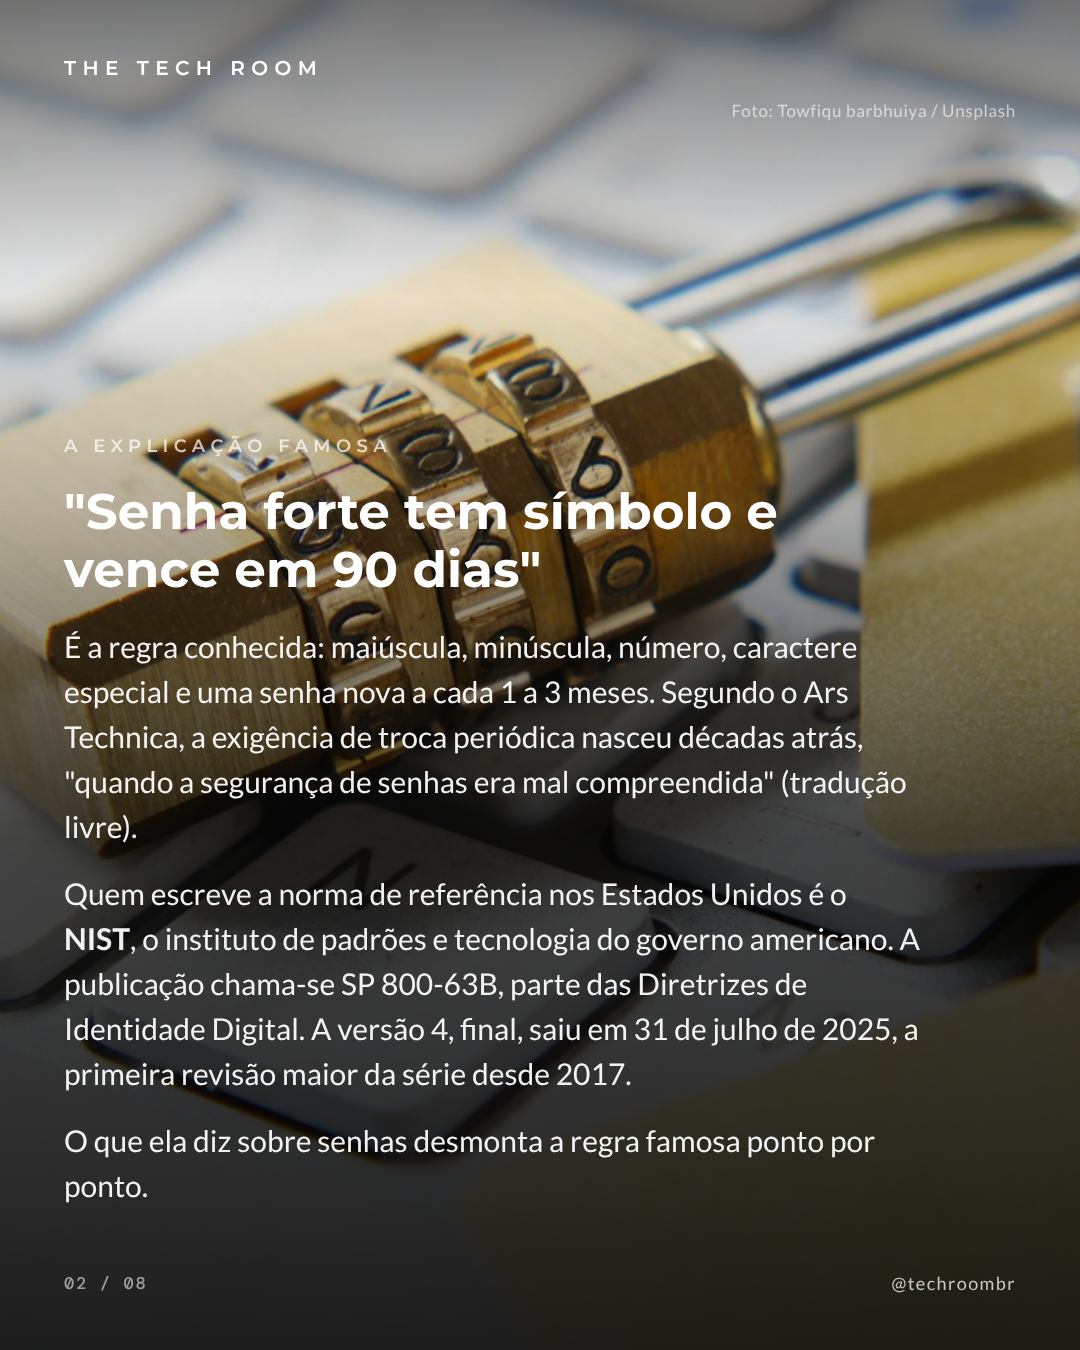 THE TECH ROOM
Foto: Towfiqu barbhuiya / Unsplash
A EXPLICAÇÃO FAMOSA
"Senha forte tem símbolo e
vence em 90 dias"
É a regra conhecida: maiúscula, minúscula, número, caractere
especial e uma senha nova a cada 1 a 3 meses. Segundo o Ars
Technica, a exigência de troca periódica nasceu décadas atrás,
"quando a segurança de senhas era mal compreendida" (tradução
livre).
Quem escreve a norma de referência nos Estados Unidos é o
NIST, o instituto de padrões e tecnologia do governo americano. A
publicação chama-se SP 800-63B, parte das Diretrizes de
Identidade Digital. A versão 4, final, saiu em 31 de julho de 2025, a
primeira revisão maior da série desde 2017.
O que ela diz sobre senhas desmonta a regra famosa ponto por
ponto.
02 / 08
@techroombr